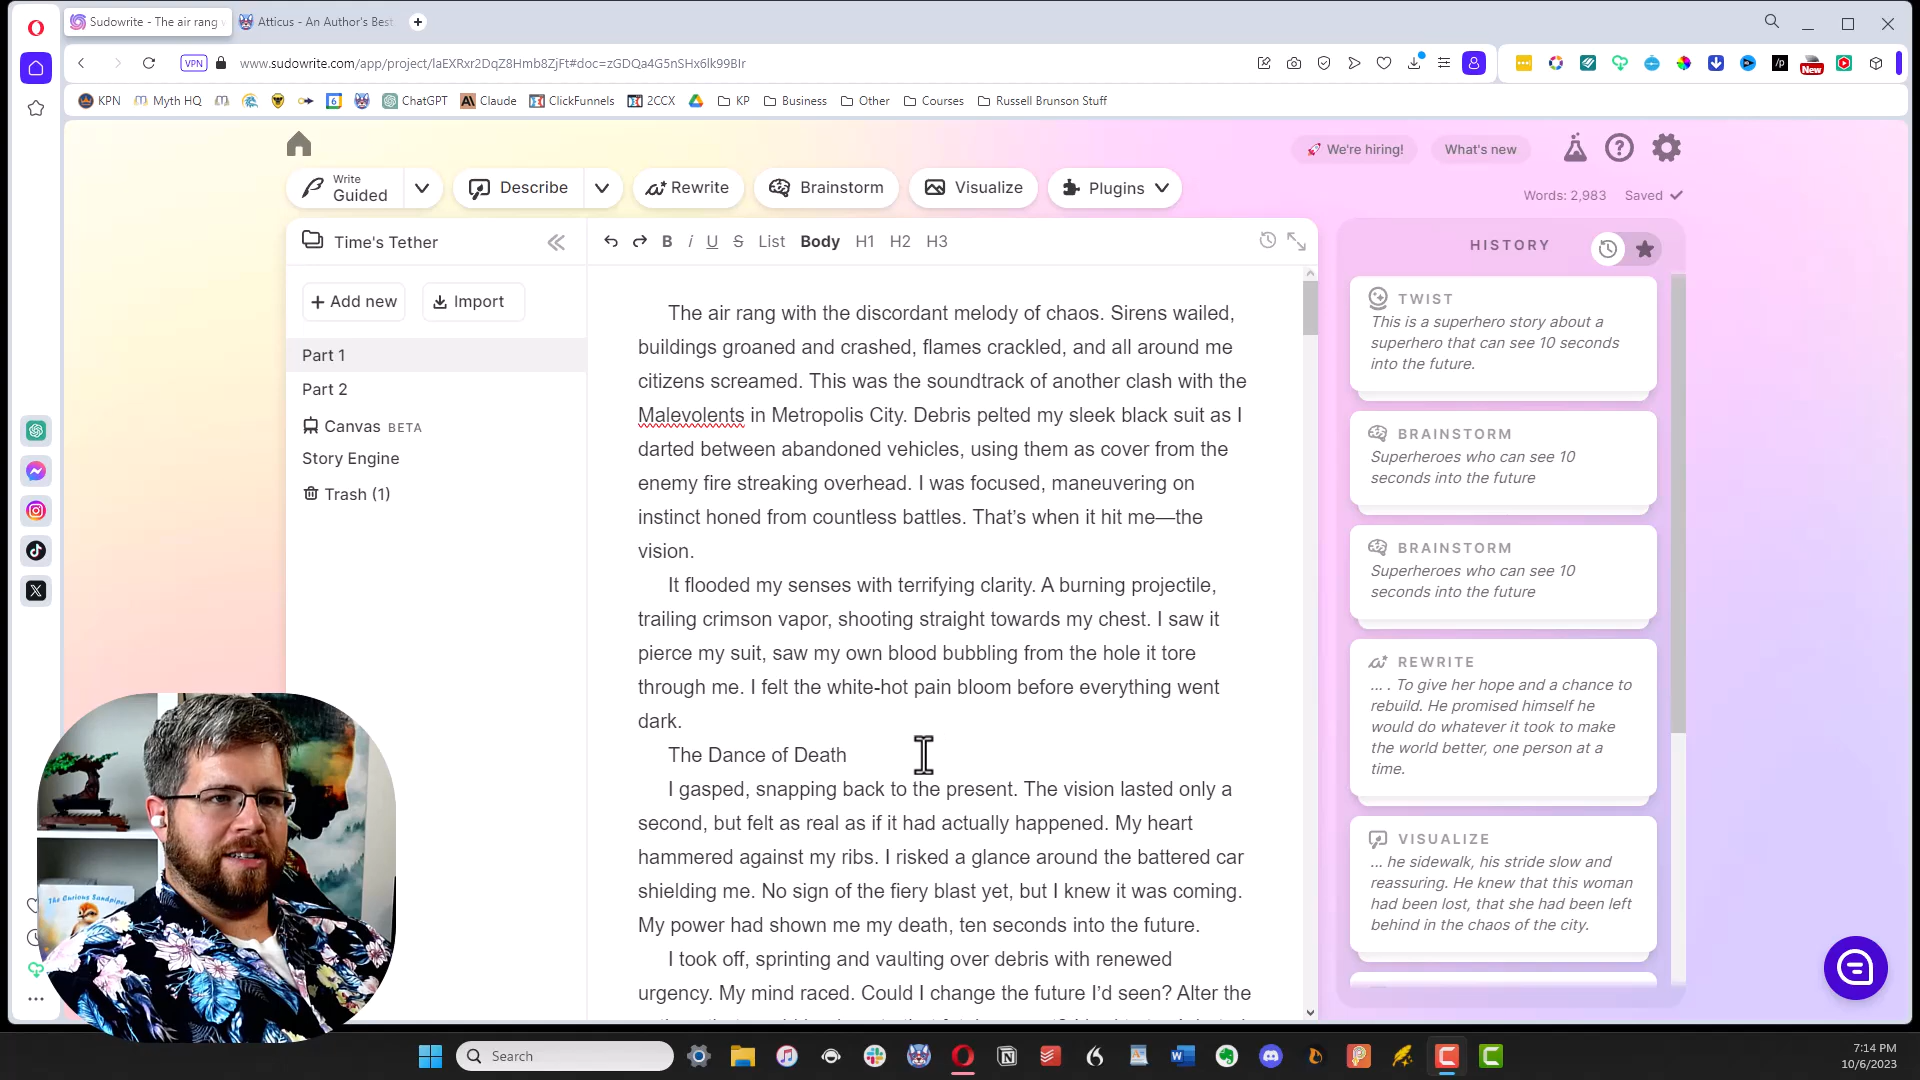 Sudowrite - The air rang
Atticus - An Author's Best
VPN
www.sudowrite.com/app/project/laEXRxr2DqZ8Hmb8ZjFt#doc=zGDQa4G5nSHx6lk99BIr
New
KPN
Myth HQ
6
ChatGPT
Claude
ClickFunnels
2CCX
KP
Business
Other
Courses
Russell Brunson Stuff
We're hiring!
What's new
Write
Guided
Describe
Rewrite
Brainstorm
Visualize
Plugins
Words: 2,983
Saved
Time's Tether
B i U S List Body H1 H2 H3
Add new
Import
Part 1
Part 2
Canvas BETA
Story Engine
Trash (1)
The air rang with the discordant melody of chaos. Sirens wailed,
buildings groaned and crashed, flames crackled, and all around me
citizens screamed. This was the soundtrack of another clash with the
Malevolents in Metropolis City. Debris pelted my sleek black suit as I
darted between abandoned vehicles, using them as cover from the
enemy fire streaking overhead. I was focused, maneuvering on
instinct honed from countless battles. That's when it hit me—the
vision.
It flooded my senses with terrifying clarity. A burning projectile,
trailing crimson vapor, shooting straight towards my chest. I saw it
pierce my suit, saw my own blood bubbling from the hole it tore
through me. I felt the white-hot pain bloom before everything went
dark.
The Dance of Death
I gasped, snapping back to the present. The vision lasted only a
second, but felt as real as if it had actually happened. My heart
hammered against my ribs. I risked a glance around the battered car
shielding me. No sign of the fiery blast yet, but I knew it was coming.
My power had shown me my death, ten seconds into the future.
I took off, sprinting and vaulting over debris with renewed
urgency. My mind raced. Could I change the future I'd seen? Alter the
HISTORY
TWIST
This is a superhero story about a
superhero that can see 10 seconds
into the future.
BRAINSTORM
Superheroes who can see 10
seconds into the future
BRAINSTORM
Superheroes who can see 10
seconds into the future
REWRITE
... . To give her hope and a chance to
rebuild. He promised himself he
would do whatever it took to make
the world better, one person at a
time.
VISUALIZE
... he sidewalk, his stride slow and
reassuring. He knew that this woman
had been lost, that she had been left
behind in the chaos of the city.
The Curious Sandpiper
Search
7:14 PM
10/6/2023